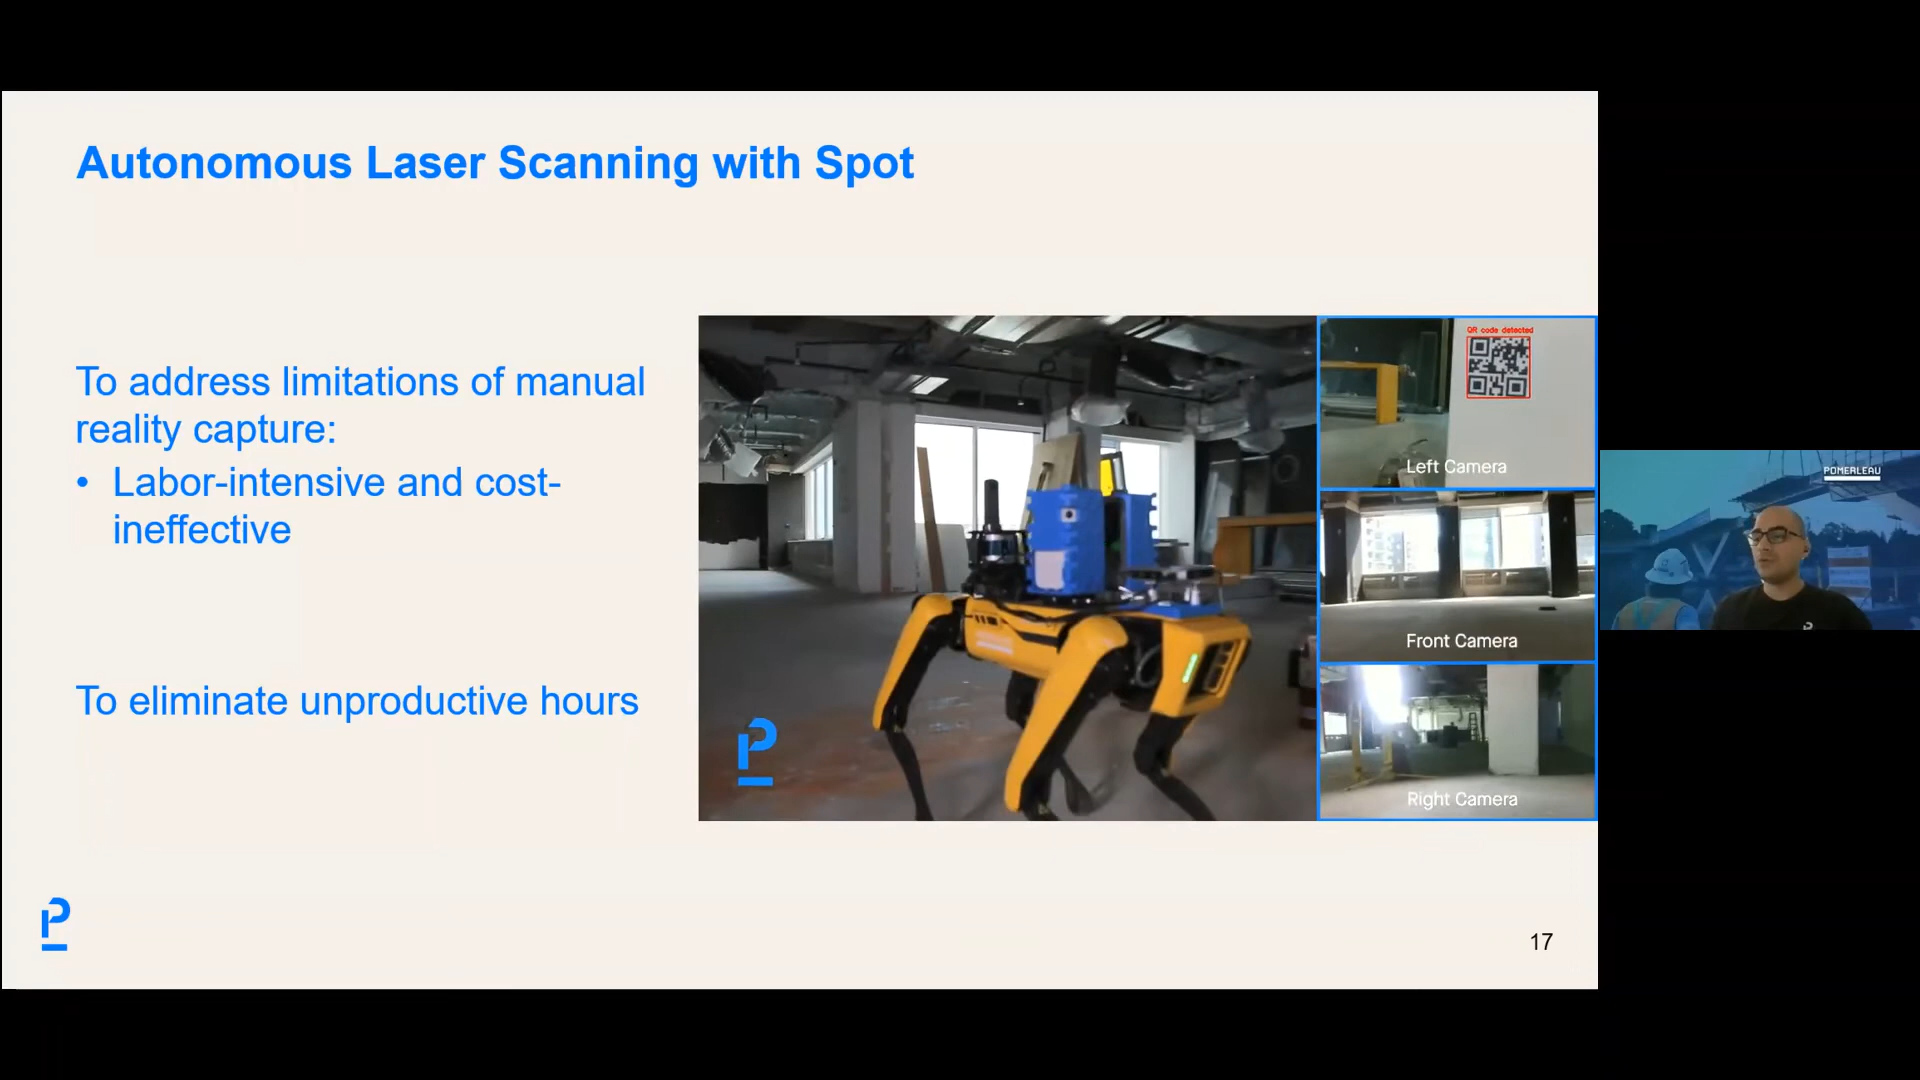 Autonomous Laser Scanning with Spot
To address limitations of manual
reality capture:
• Labor-intensive and cost-
ineffective
To eliminate unproductive hours
QR code detected
Left Camera
Front Camera
Right Camera
17
POMERLEAU